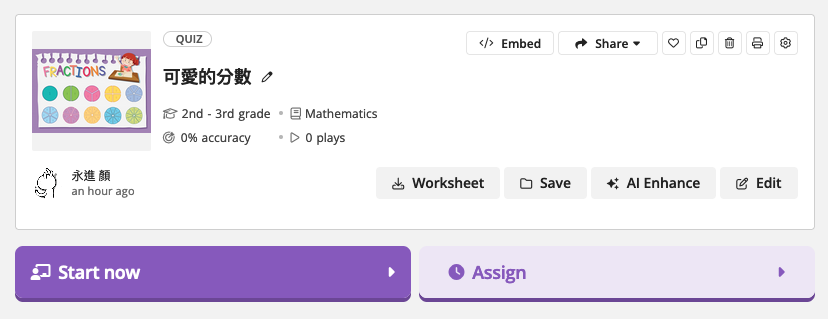 QUIZ
Embed
Share
FRACTIONS
可愛的分數
2nd - 3rd grade
Mathematics
0% accuracy
0 plays
永進 顏
an hour ago
Worksheet
Save
AI Enhance
Edit
Start now
Assign